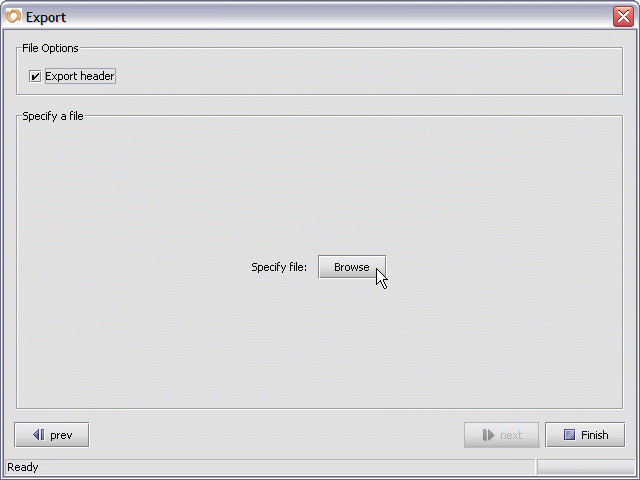 Export
File Options
Export header
Specify a file
Specify file: Browse
prev next Finish
Ready